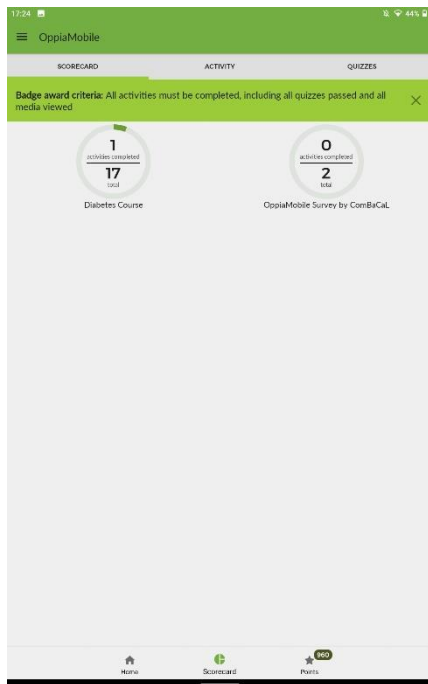 17:24 44%
OppiaMobile
SCORECARD ACTIVITY QUIZZES
Badge award criteria: All activities must be completed, including all quizzes passed and all
media viewed
1 0
activities completed activities completed
17 2
total total
Diabetes Course OppiaMobile Survey by ComBaCaL
960
Home Scorecard Points